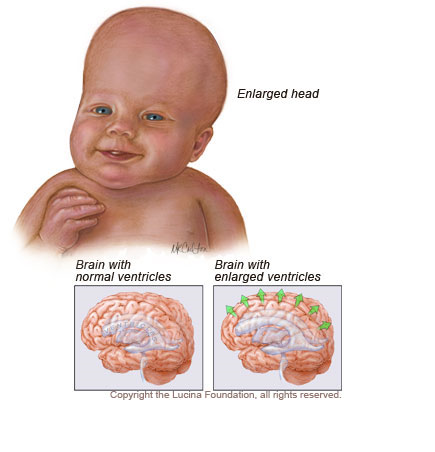 Enlarged head
Brain with
normal ventricles
Brain with
enlarged ventricles
Copyright the Lucina Foundation, all rights reserved.